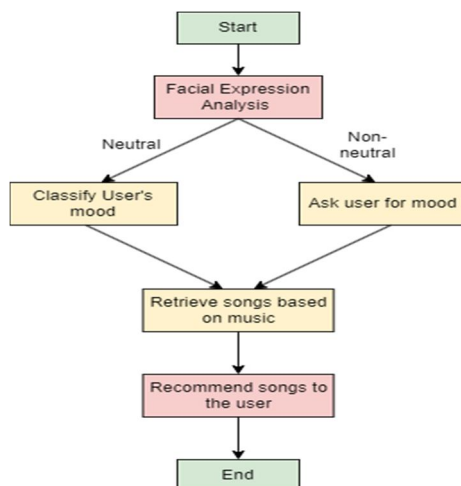 Start
Facial Expression
Analysis
Neutral
Non-
neutral
Classify User's
mood
Ask user for mood
Retrieve songs based
on music
Recommend songs to
the user
End